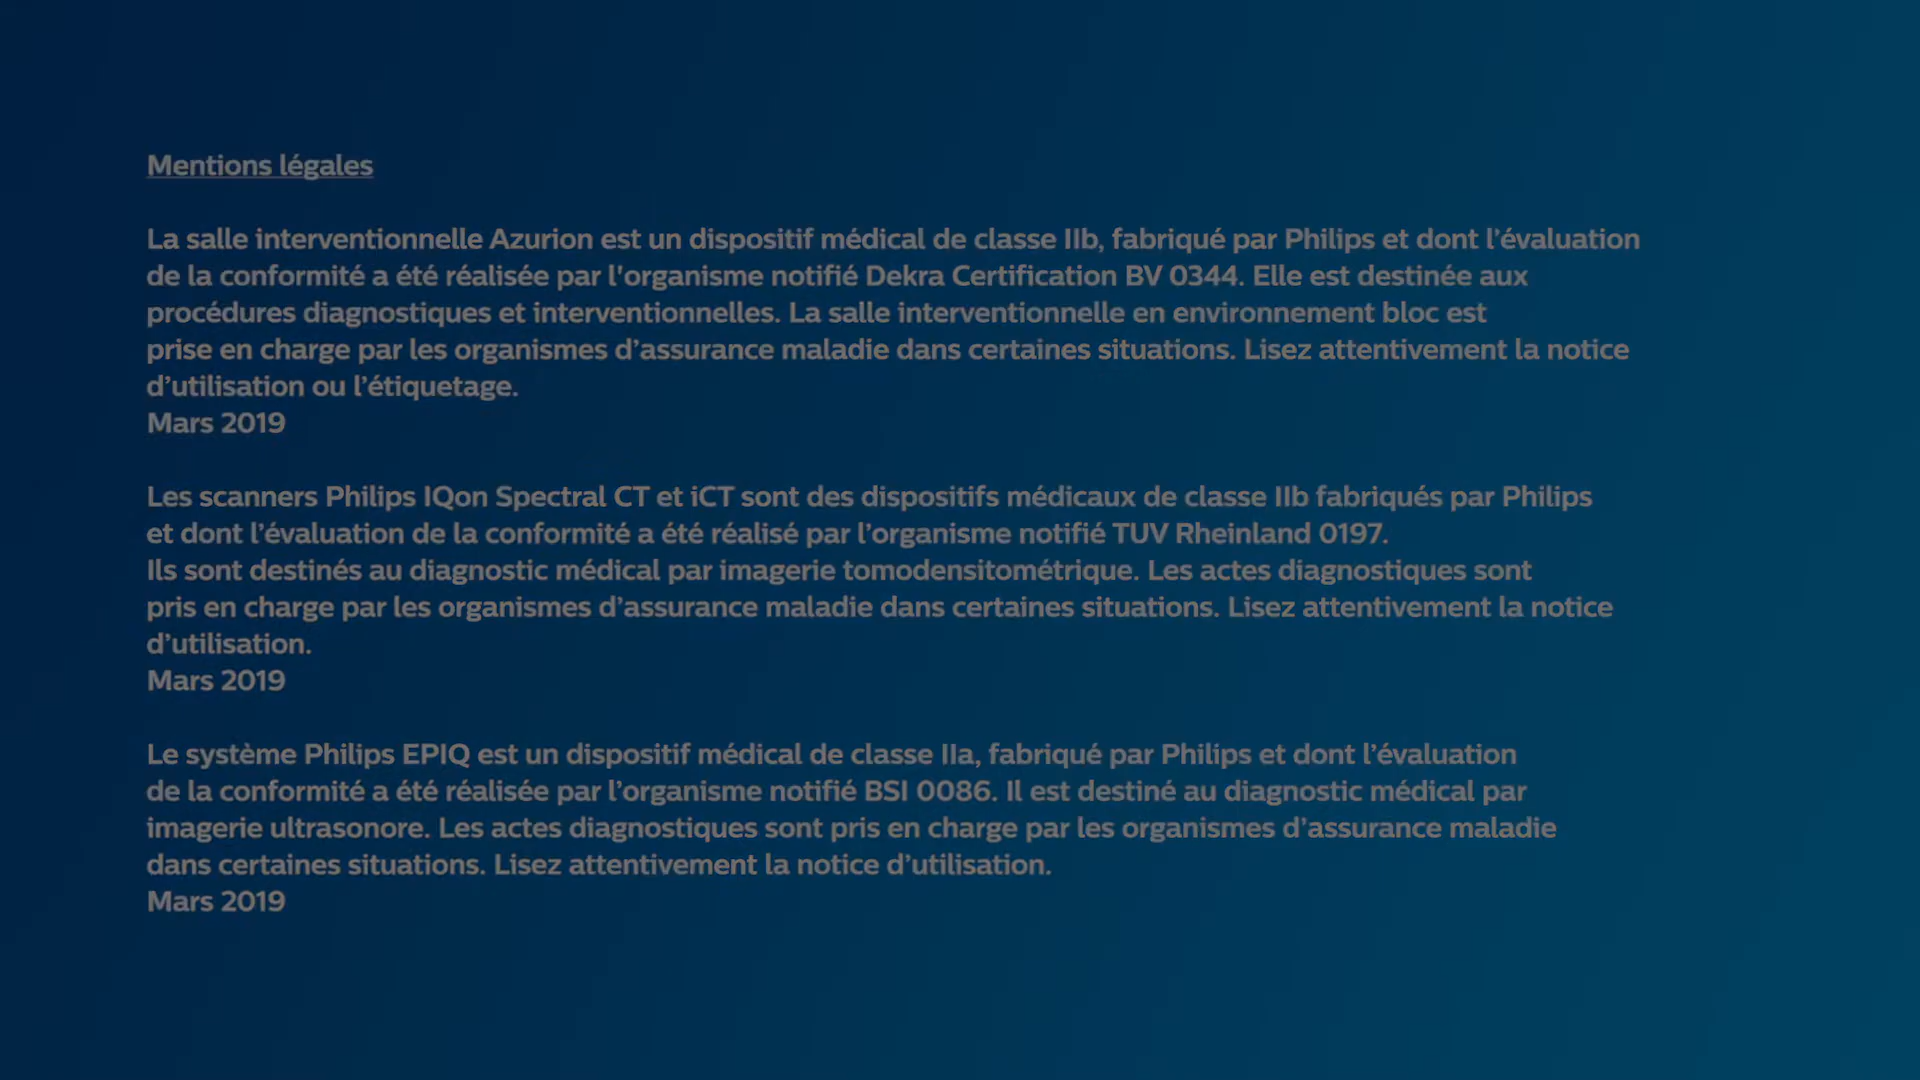 Mentions légales
La salle interventionnelle Azurion est un dispositif médical de classe IIb, fabriqué par Philips et dont l’évaluation
de la conformité a été réalisée par l'organisme notifié Dekra Certification BV 0344. Elle est destinée aux
procédures diagnostiques et interventionnelles. La salle interventionnelle en environnement bloc est
prise en charge par les organismes d’assurance maladie dans certaines situations. Lisez attentivement la notice
d’utilisation ou l’étiquetage.
Mars 2019
Les scanners Philips IQon Spectral CT et iCT sont des dispositifs médicaux de classe IIb fabriqués par Philips
et dont l’évaluation de la conformité a été réalisé par l’organisme notifié TUV Rheinland 0197.
Ils sont destinés au diagnostic médical par imagerie tomodensitométrique. Les actes diagnostiques sont
pris en charge par les organismes d’assurance maladie dans certaines situations. Lisez attentivement la notice
d’utilisation.
Mars 2019
Le système Philips EPIQ est un dispositif médical de classe IIa, fabriqué par Philips et dont l’évaluation
de la conformité a été réalisée par l’organisme notifié BSI 0086. Il est destiné au diagnostic médical par
imagerie ultrasonore. Les actes diagnostiques sont pris en charge par les organismes d’assurance maladie
dans certaines situations. Lisez attentivement la notice d’utilisation.
Mars 2019